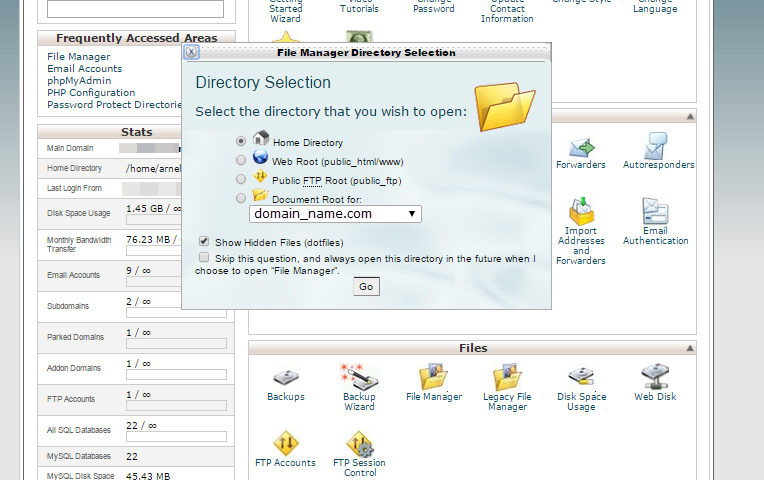 Getting
Started
Wizard
Video
Tutorials
Change
Password
Update
Contact
Information
Change Style
Change
Language
Frequently Accessed Areas
File Manager
Email Accounts
phpMyAdmin
PHP Configuration
Password Protect Directories
Stats
Main Domain
Home Directory
/home/arnel
Last Login From
Disk Space Usage
1.45 GB / ∞
Monthly Bandwidth
Transfer
76.23 MB /
Email Accounts
9 / ∞
Subdomains
2 / ∞
Parked Domains
1 / ∞
Addon Domains
1 / ∞
FTP Accounts
1 / ∞
All SQL Databases
22 / ∞
MySQL Databases
22
MySQL Disk Space
45.43 MB
File Manager Directory Selection
Directory Selection
Select the directory that you wish to open:
Home Directory
Web Root (public_html/www)
Public FTP Root (public_ftp)
Document Root for:
domain_name.com
Show Hidden Files (dotfiles)
Skip this question, and always open this directory in the future when I
choose to open "File Manager".
Go
Forwarders
Autoresponders
Import
Addresses
and
Forwarders
Email
Authentication
Files
Backups
Backup
Wizard
File Manager
Legacy File
Manager
Disk Space
Usage
Web Disk
FTP Accounts
FTP Session
Control